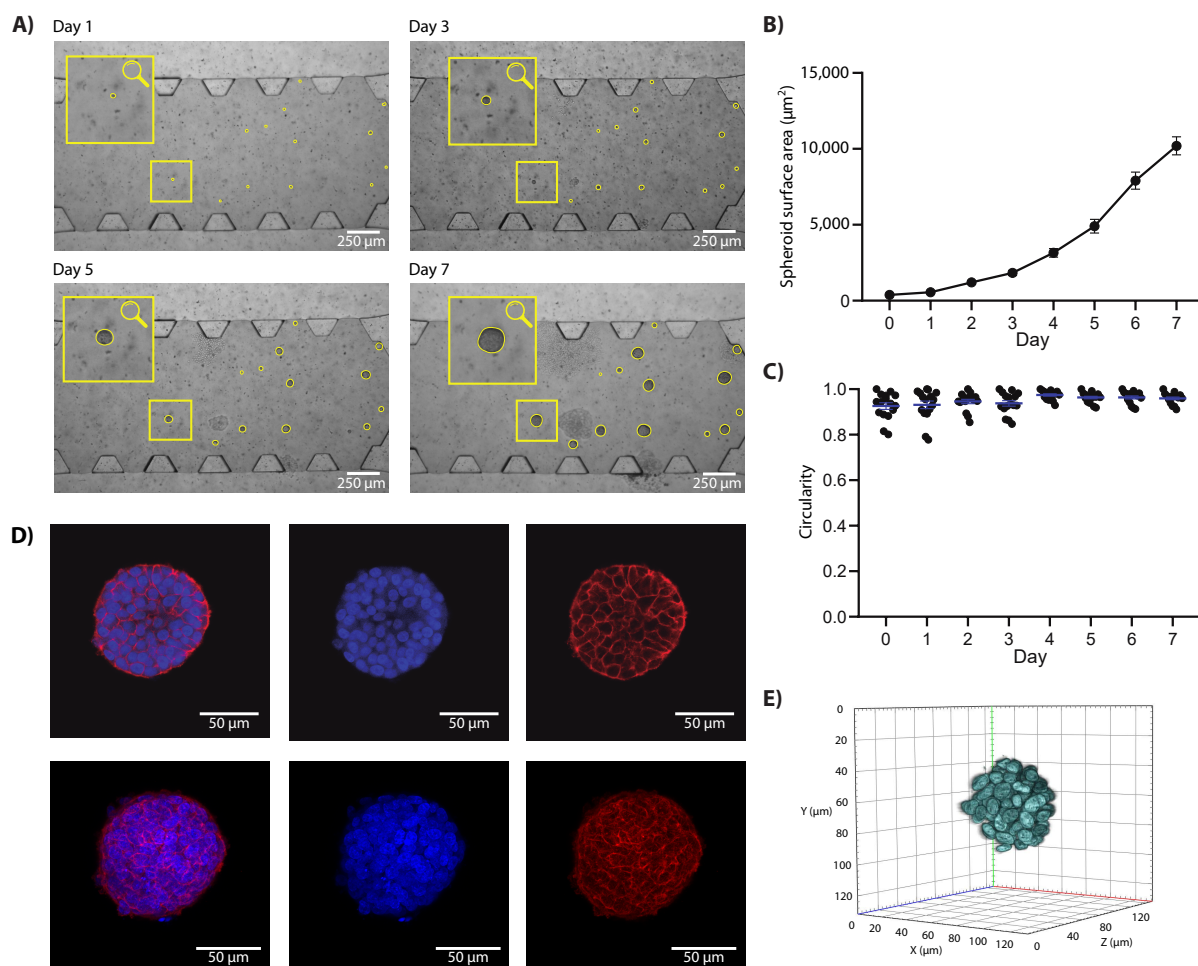 A)
Day 1
250 µm
Day 3
250 µm
Day 5
250 µm
Day 7
250 µm
B)
Spheroid surface area (µm²)
15,000
10,000
5,000
0
0 1 2 3 4 5 6 7
Day
C)
Circularity
1.0
0.8
0.6
0.4
0.2
0.0
0 1 2 3 4 5 6 7
Day
D)
50 µm
50 µm
50 µm
50 µm
50 µm
50 µm
E)
0
20
40
60
80
100
120
Y (µm)
0 20 40 60 80 100 120
X (µm)
0 40 80 120
Z (µm)